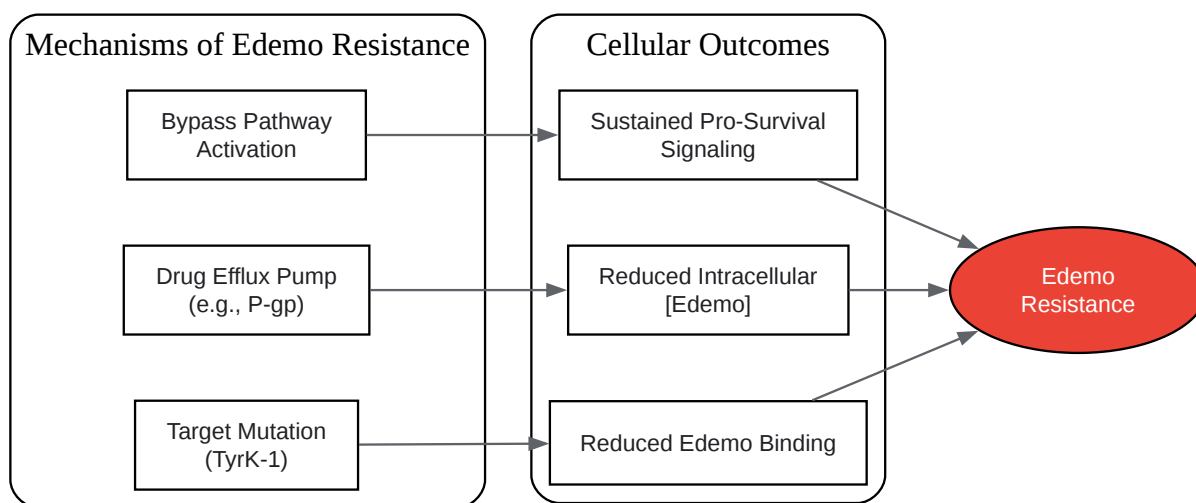 Mechanisms of Edemo Resistance
Bypass Pathway
Activation
Drug Efflux Pump
(e.g., P-gp)
Target Mutation
(TyrK-1)
Cellular Outcomes
Sustained Pro-Survival
Signaling
Reduced Intracellular
[Edemo]
Reduced Edemo Binding
Edemo
Resistance